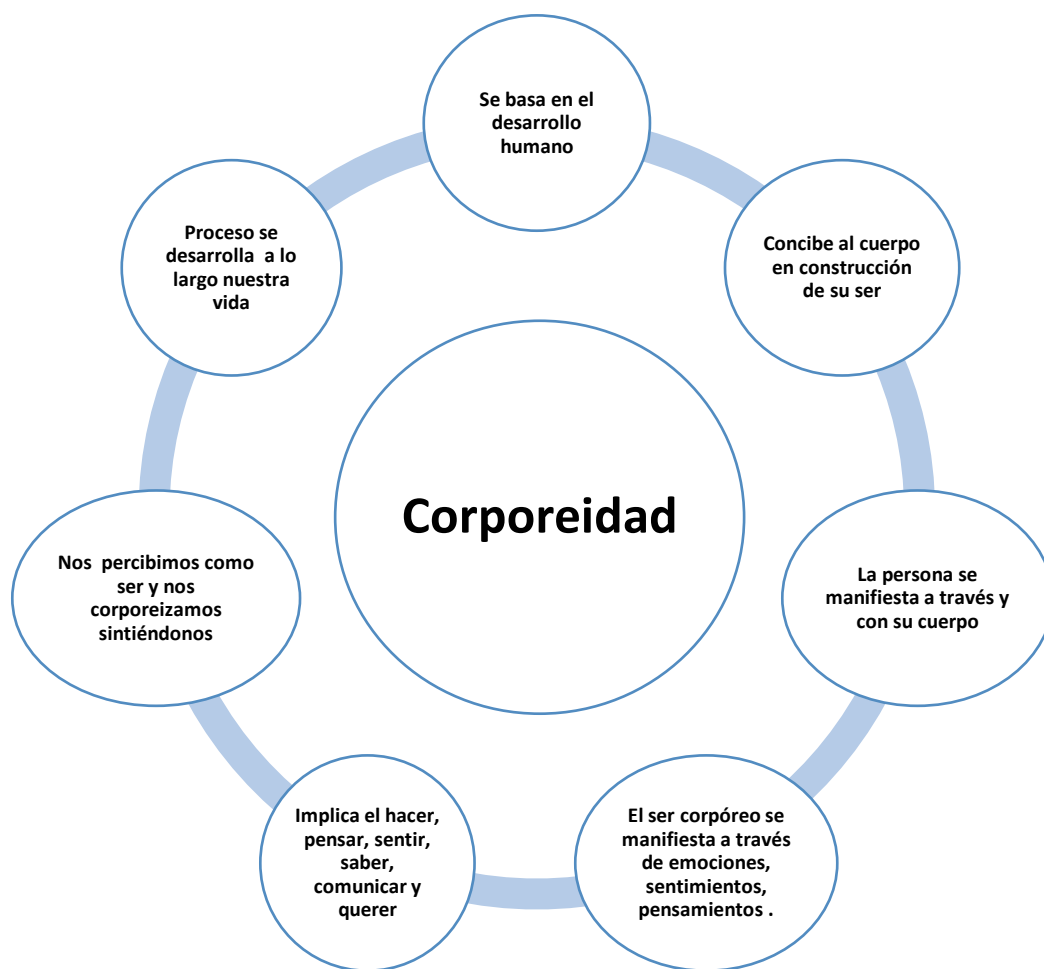 Se basa en el
desarrollo
humano
Concibe al cuerpo
en construcción
de su ser
La persona se
manifiesta a través y
con su cuerpo
El ser corpóreo se
manifiesta a través
de emociones,
sentimientos,
pensamientos .
Implica el hacer,
pensar, sentir,
saber,
comunicar y
querer
Nos  percibimos como
ser y nos
corporeizamos
sintiéndonos
Proceso se
desarrolla  a lo
largo nuestra
vida
Corporeidad